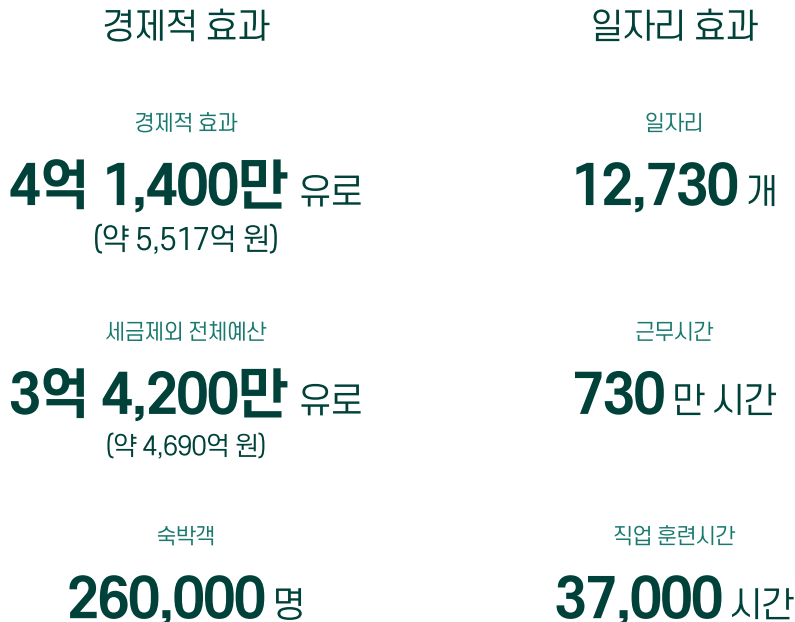 경제적 효과
경제적 효과
4억 1,400만 유로
(약 5,517억 원)
세금제외 전체예산
3억 4,200만 유로
(약 4,690억 원)
숙박객
260,000 명
일자리 효과
일자리
12,730 개
근무시간
730 만 시간
직업 훈련시간
37,000 시간